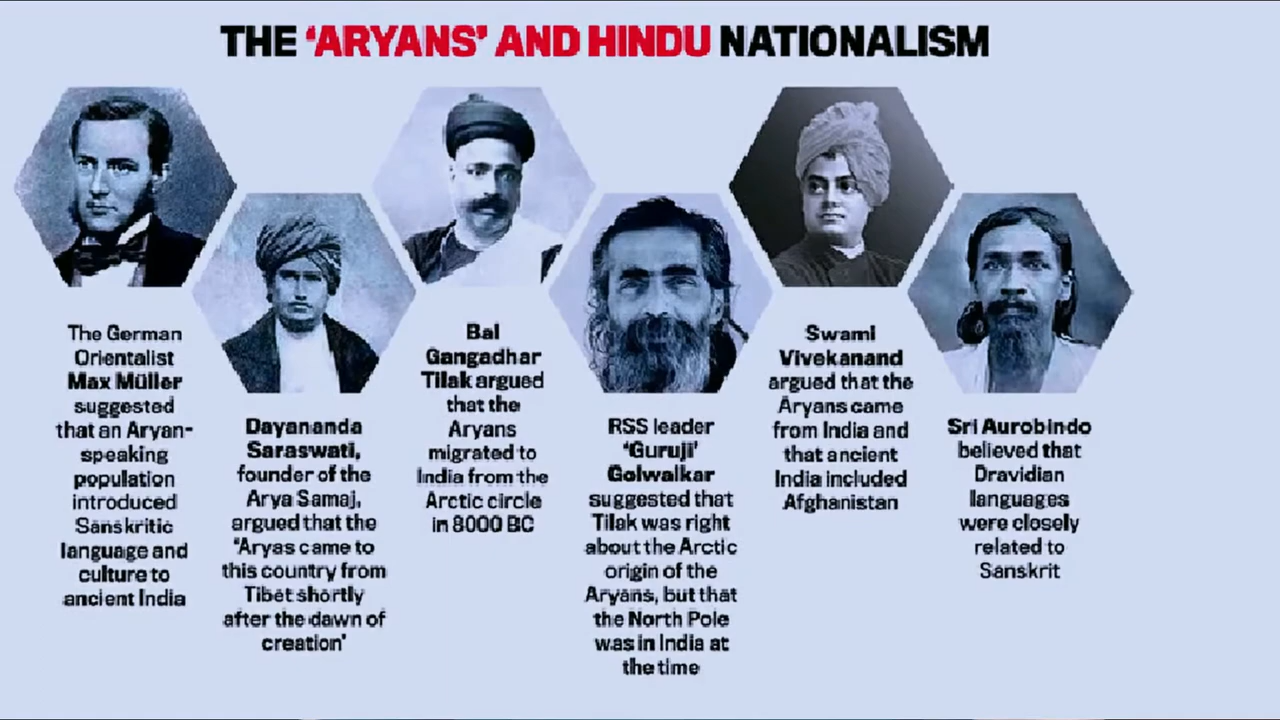 THE ‘ARYANS’ AND HINDU NATIONALISM
The German
Orientalist
Max Müller
suggested
that an Aryan-
speaking
population
introduced
Sanskritic
language and
culture to
ancient India
Dayananda
Saraswati,
founder of the
Arya Samaj,
argued that the
‘Aryas came to
this country from
Tibet shortly
after the dawn of
creation’
Bal
Gangadhar
Tilak argued
that the
Aryans
migrated to
India from the
Arctic circle
in 8000 BC
RSS leader
‘Guruji’
Golwalkar
suggested that
Tilak was right
about the Arctic
origin of the
Aryans, but that
the North Pole
was in India at
the time
Swami
Vivekanand
argued that the
Aryans came
from India and
that ancient
India included
Afghanistan
Sri Aurobindo
believed that
Dravidian
languages
were closely
related to
Sanskrit